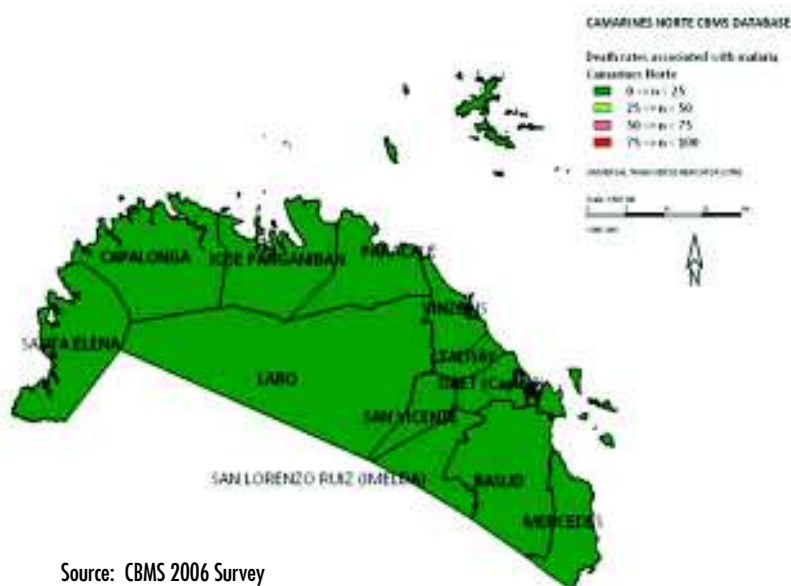 CAMARINES NORTE CBMS DATABASE
Death rates associated with malaria
Camarines Norte
0 <= n < 25
25 <= n < 50
50 <= n < 75
75 <= n < 100
N
CAPALONGA
JOSE PANGANIBAN
PARACALE
VINZONS
SANTA ELENA
TALISAY
LABO
DAET
SAN VICENTE
SAN LORENZO RUIZ (IMELDA)
BASUD
MERCEDES
Source: CBMS 2006 Survey